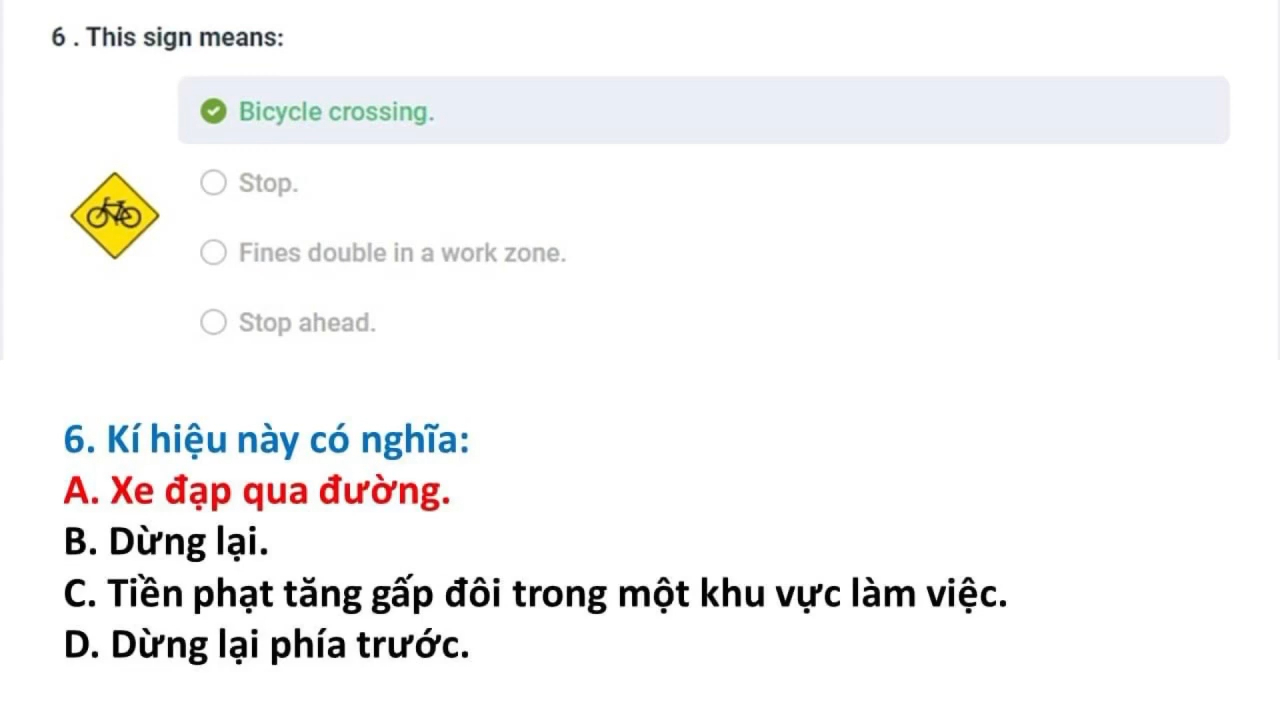 6 . This sign means:
Bicycle crossing.
Stop.
Fines double in a work zone.
Stop ahead.
6. Kí hiệu này có nghĩa:
A. Xe đạp qua đường.
B. Dừng lại.
C. Tiền phạt tăng gấp đôi trong một khu vực làm việc.
D. Dừng lại phía trước.